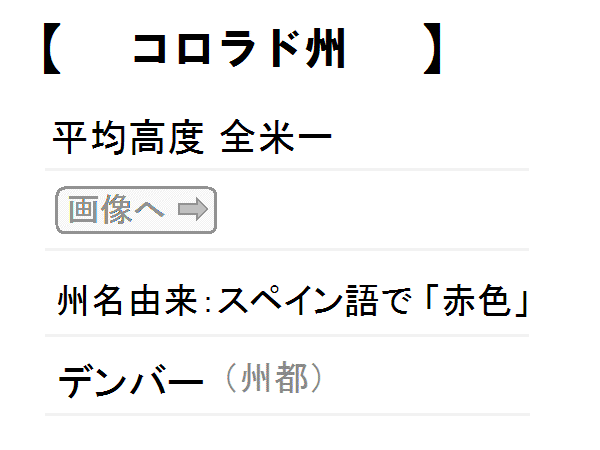 【 コロラド州 】
平均高度 全米一
画像へ ⇨
州名由来：スペイン語で「赤色」
デンバー（州都）